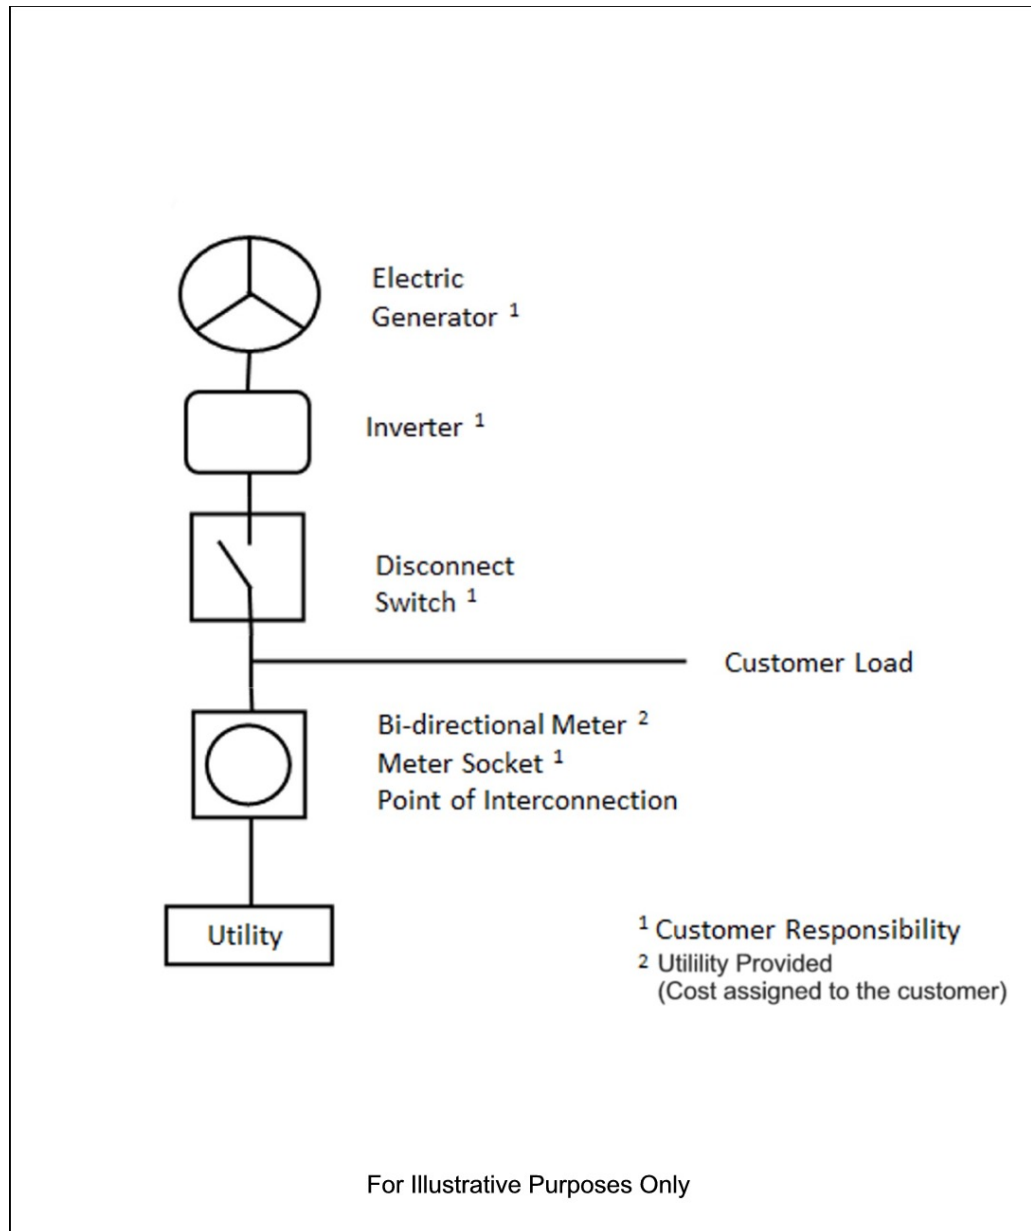 Electric
Generator 1
Inverter 1
Disconnect
Switch 1
Customer Load
Bi-directional Meter 2
Meter Socket 1
Point of Interconnection
Utility
1 Customer Responsibility
2 Utilility Provided
(Cost assigned to the customer)
For Illustrative Purposes Only